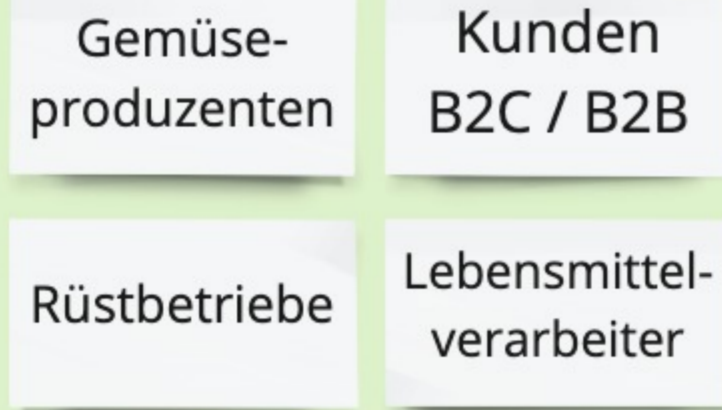 Gemüse-
produzenten
Kunden
B2C / B2B
Rüstbetriebe
Lebensmittel-
verarbeiter